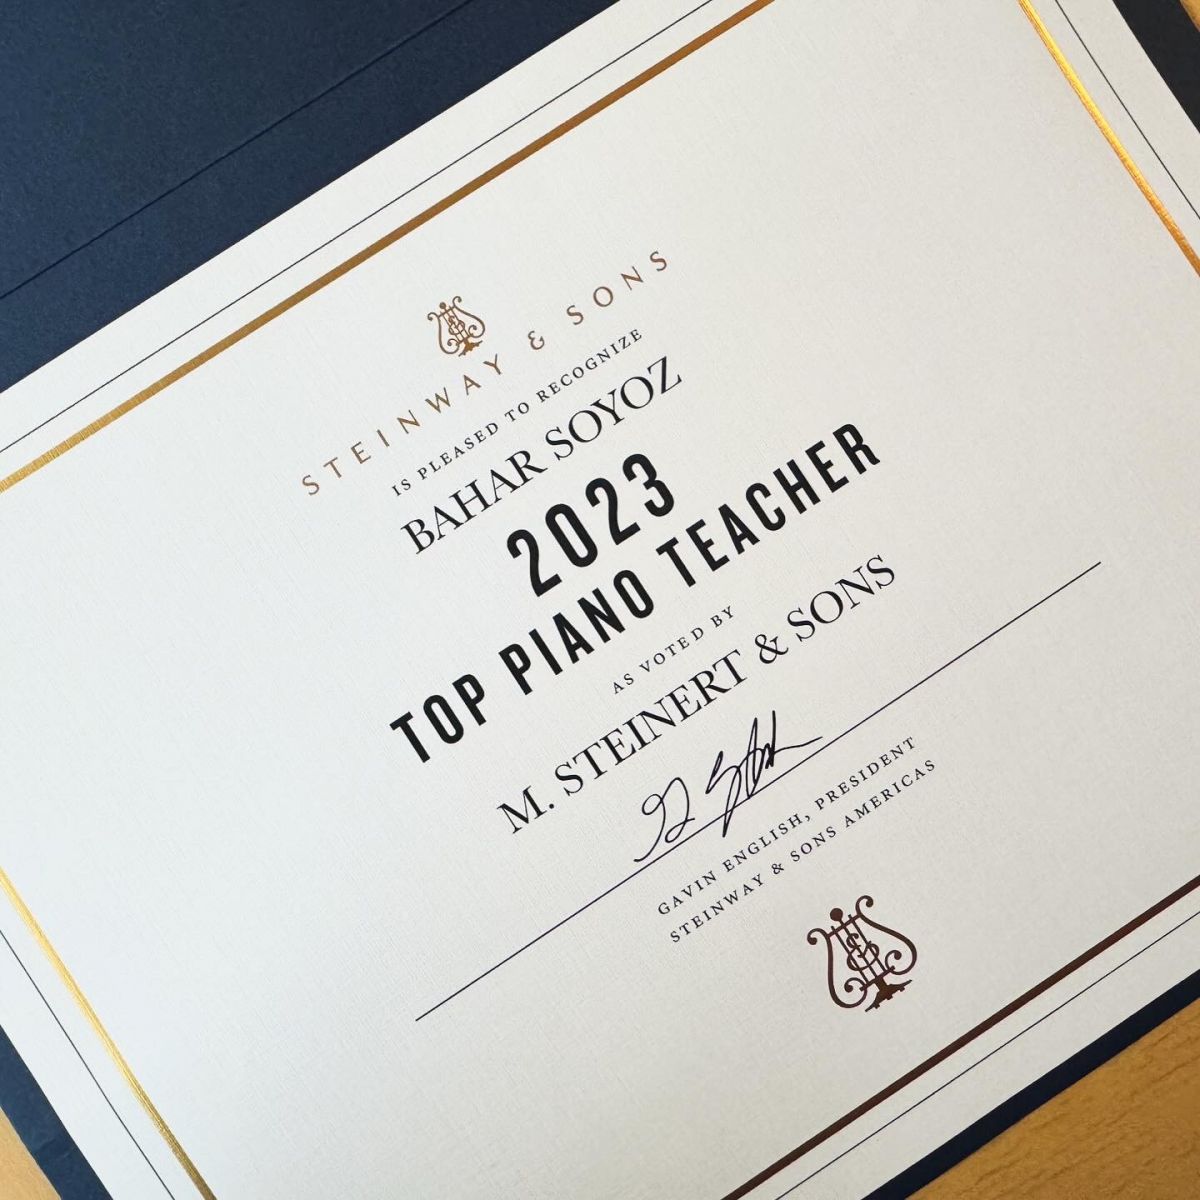 STEINWAY & SONS
IS PLEASED TO RECOGNIZE
BAHAR SOYOZ
2023
TOP PIANO TEACHER
AS VOTED BY
M. STEINERT & SONS
GAVIN ENGLISH, PRESIDENT
STEINWAY & SONS AMERICAS